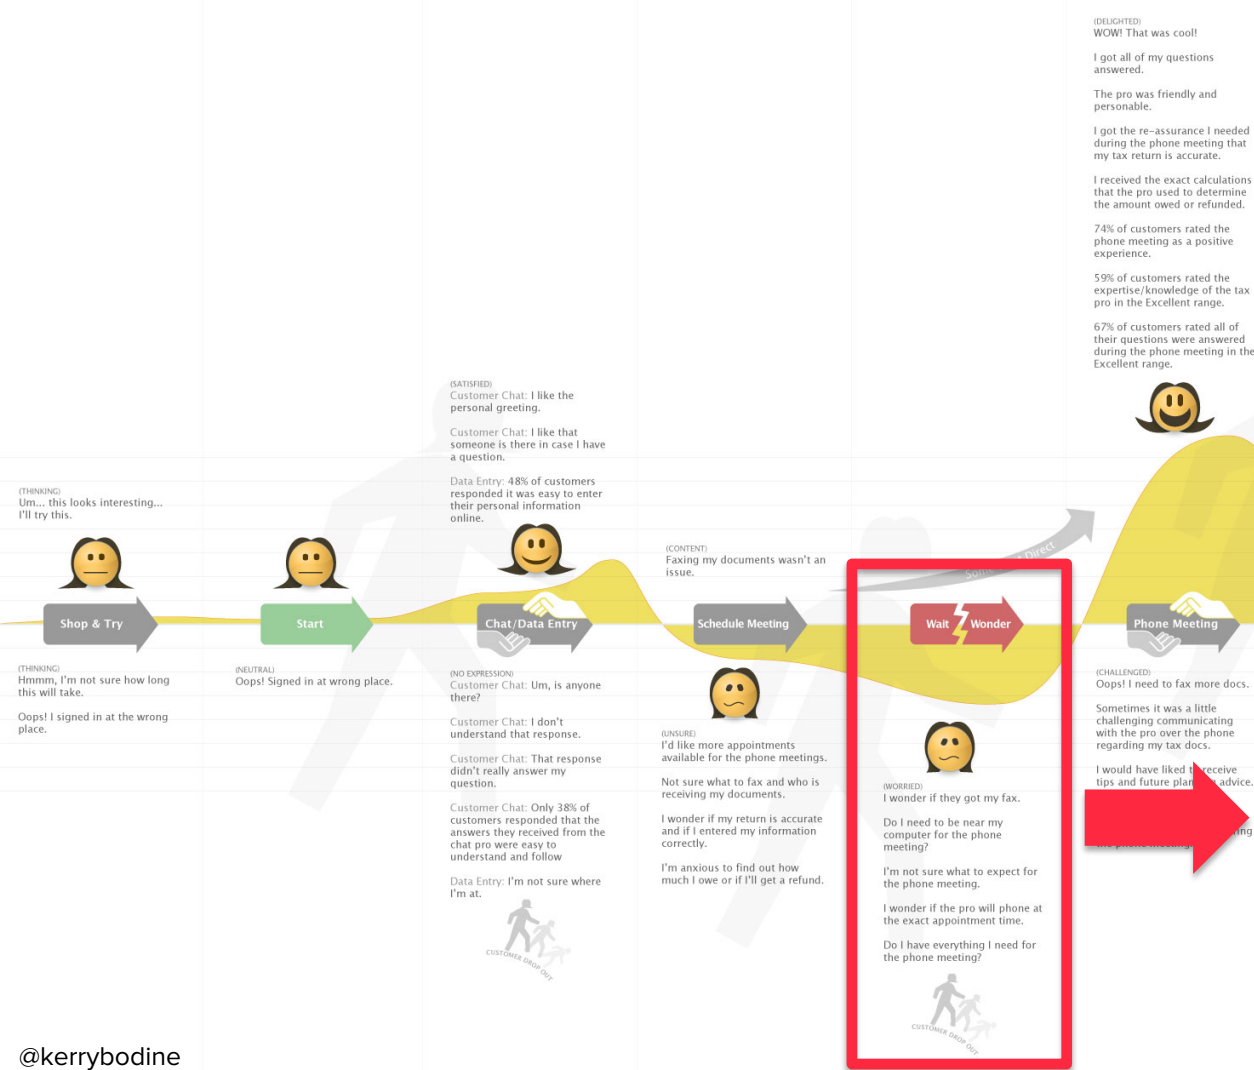 (DELIGHTED)
WOW! That was cool!
I got all of my questions
answered.
The pro was friendly and
personable.
I got the re-assurance I needed
during the phone meeting that
my tax return is accurate.
I received the exact calculations
that the pro used to determine
the amount owed or refunded.
74% of customers rated the
phone meeting as a positive
experience.
59% of customers rated the
expertise/knowledge of the tax
pro in the Excellent range.
67% of customers rated all of
their questions were answered
during the phone meeting in the
Excellent range.
(SATISFIED)
Customer Chat: I like the
personal greeting.
Customer Chat: I like that
someone is there in case I have
a question.
Data Entry: 48% of customers
responded it was easy to enter
their personal information
online.
(THINKING)
Um... this looks interesting...
I'll try this.
(CONTENT)
Faxing my documents wasn't an
issue.
Direct
Shop & Try
Start
Chat/Data Entry
Schedule Meeting
Wait Wonder
Phone Meeting
(THINKING)
Hmmm, I'm not sure how long
this will take.
Oops! I signed in at the wrong
place.
(NEUTRAL)
Oops! Signed in at wrong place.
(NO EXPRESSION)
Customer Chat: Um, is anyone
there?
Customer Chat: I don't
understand that response.
Customer Chat: That response
didn't really answer my
question.
Customer Chat: Only 38% of
customers responded that the
answers they received from the
chat pro were easy to
understand and follow
Data Entry: I'm not sure where
I'm at.
CUSTOMER DROP OUT
(UNSURE)
I'd like more appointments
available for the phone meetings.
Not sure what to fax and who is
receiving my documents.
I wonder if my return is accurate
and if I entered my information
correctly.
I'm anxious to find out how
much I owe or if I'll get a refund.
(WORRIED)
I wonder if they got my fax.
Do I need to be near my
computer for the phone
meeting?
I'm not sure what to expect for
the phone meeting.
I wonder if the pro will phone at
the exact appointment time.
Do I have everything I need for
the phone meeting?
CUSTOMER DROP OUT
(CHALLENGED)
Oops! I need to fax more docs.
Sometimes it was a little
challenging communicating
with the pro over the phone
regarding my tax docs.
I would have liked to receive
tips and future advice.
@kerrybodine